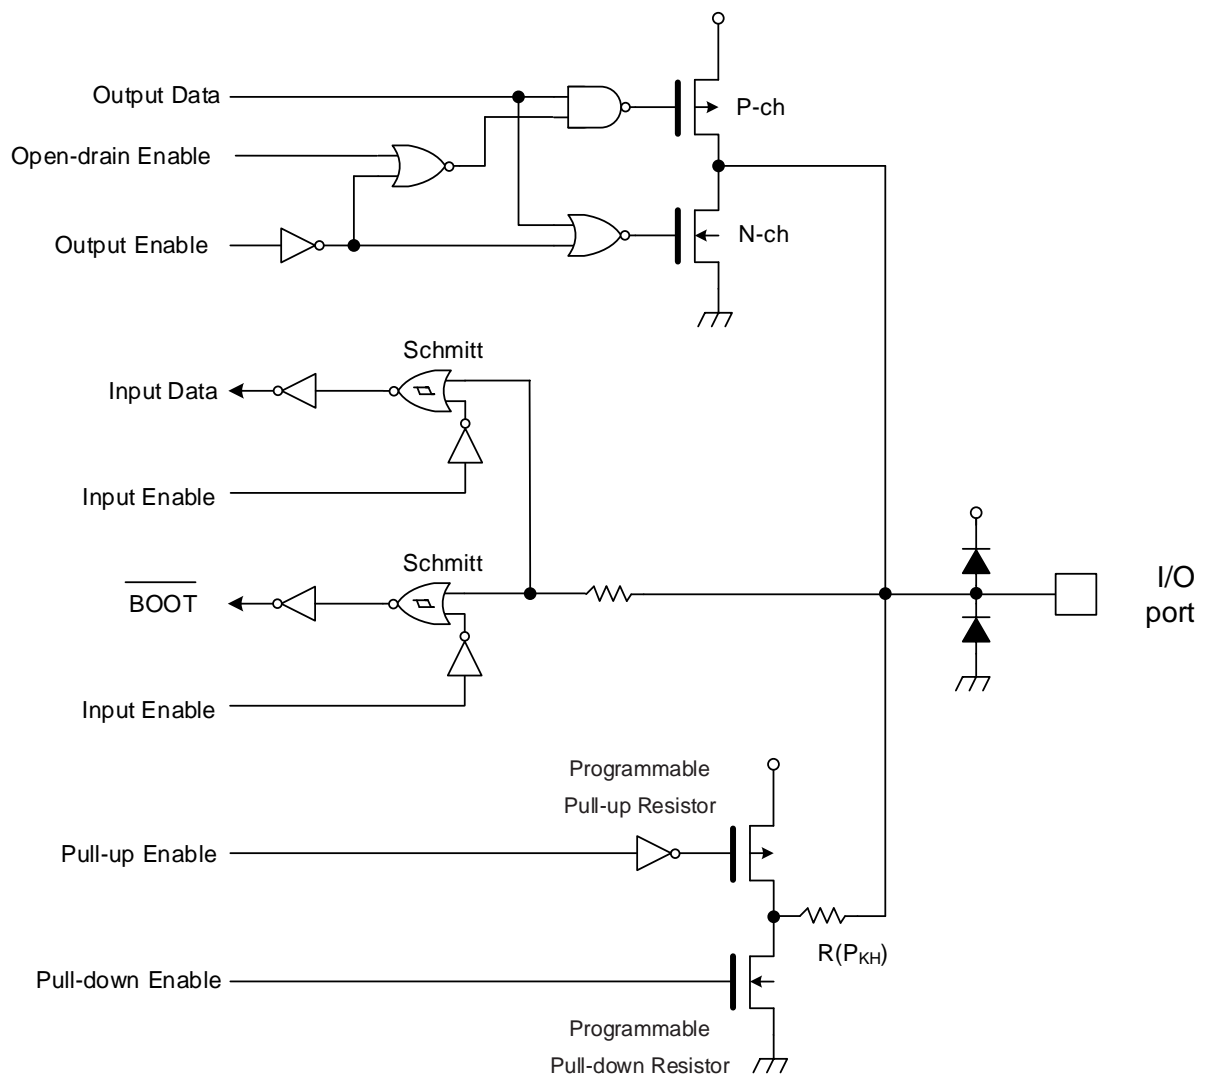 Output Data
P-ch
Open-drain Enable
Output Enable
N-ch
Schmitt
Input Data
Input Enable
Schmitt
BOOT
I/O
port
Input Enable
Programmable
Pull-up Resistor
Pull-up Enable
R(PKH)
Pull-down Enable
Programmable
Pull-down Resistor